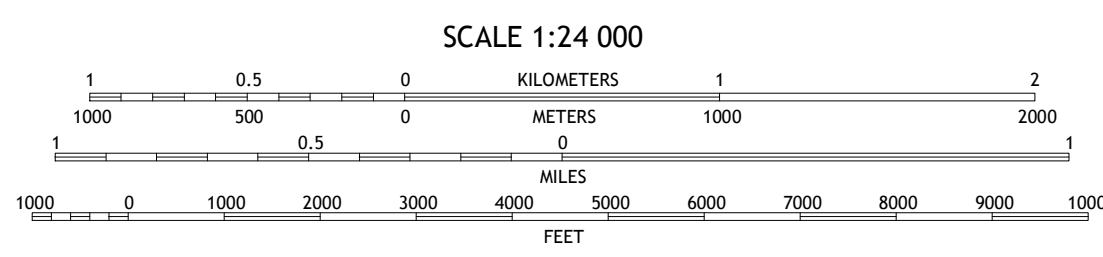 SCALE 1:24 000
1 0.5 0 KILOMETERS 1 2
1000 500 0 METERS 1000 2000
1 0.5 0 1
MILES
1000 0 1000 2000 3000 4000 5000 6000 7000 8000 9000 1000
FEET